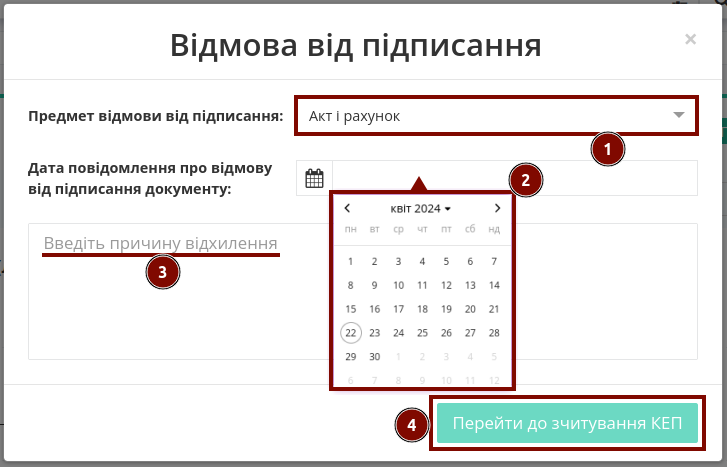 Відмова від підписання
×
Предмет відмови від підписання:
Акт і рахунок
1
Дата повідомлення про відмову
від підписання документу:
2
квіт 2024
пн вт ср чт пт сб нд
1 2 3 4 5 6 7
8 9 10 11 12 13 14
15 16 17 18 19 20 21
22 23 24 25 26 27 28
29 30 1 2 3 4 5
6 7 8 9 10 11 12
Введіть причину відхилення
3
4
Перейти до зчитування КЕП